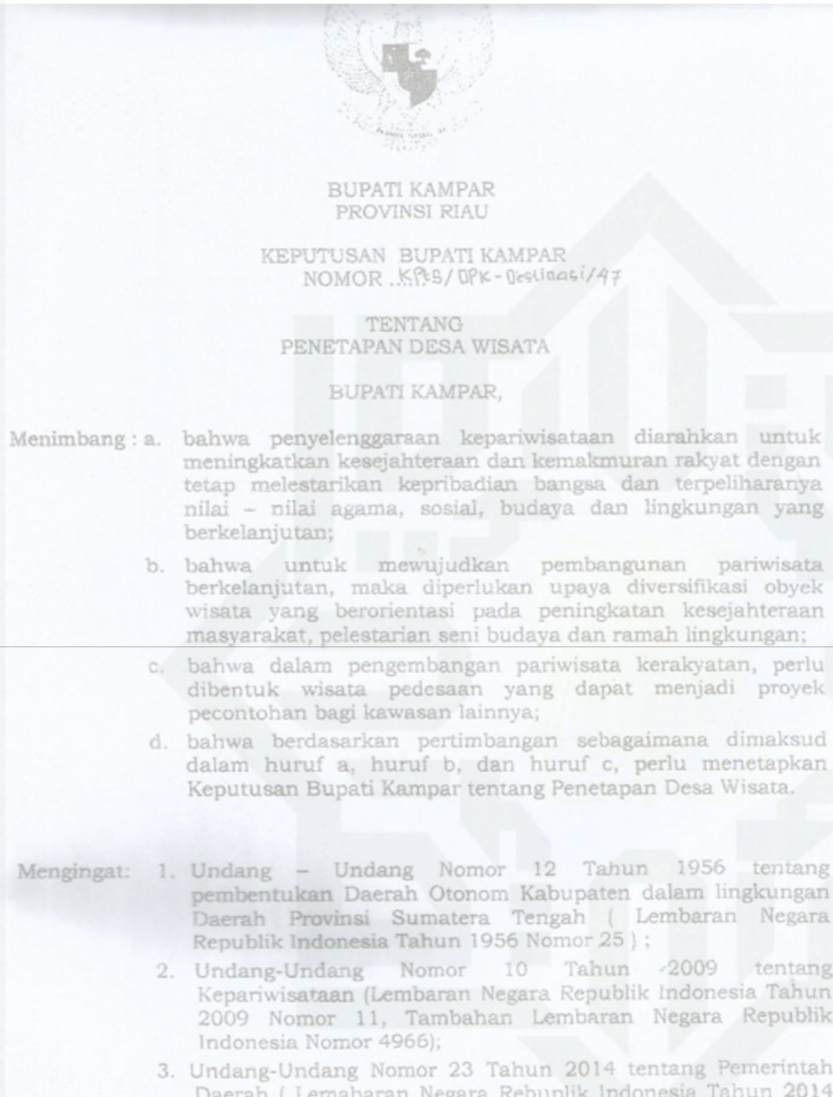 BUPATI KAMPAR
PROVINSI RIAU
KEPUTUSAN BUPATI KAMPAR
NOMOR ..KPts/DPK-Destinasi/47
TENTANG
PENETAPAN DESA WISATA
BUPATI KAMPAR,
Menimbang : a. bahwa penyelenggaraan kepariwisataan diarahkan untuk
meningkatkan kesejahteraan dan kemakmuran rakyat dengan
tetap melestarikan kepribadian bangsa dan terpeliharanya
nilai – nilai agama, sosial, budaya dan lingkungan yang
berkelanjutan;
b. bahwa untuk mewujudkan pembangunan pariwisata
berkelanjutan, maka diperlukan upaya diversifikasi obyek
wisata yang berorientasi pada peningkatan kesejahteraan
masyarakat, pelestarian seni budaya dan ramah lingkungan;
c. bahwa dalam pengembangan pariwisata kerakyatan, perlu
dibentuk wisata pedesaan yang dapat menjadi proyek
pecontohan bagi kawasan lainnya;
d. bahwa berdasarkan pertimbangan sebagaimana dimaksud
dalam huruf a, huruf b, dan huruf c, perlu menetapkan
Keputusan Bupati Kampar tentang Penetapan Desa Wisata.
Mengingat: 1. Undang – Undang Nomor 12 Tahun 1956 tentang
pembentukan Daerah Otonom Kabupaten dalam lingkungan
Daerah Provinsi Sumatera Tengah ( Lembaran Negara
Republik Indonesia Tahun 1956 Nomor 25 ) ;
2. Undang-Undang Nomor 10 Tahun 2009 tentang
Kepariwisataan (Lembaran Negara Republik Indonesia Tahun
2009 Nomor 11, Tambahan Lembaran Negara Republik
Indonesia Nomor 4966);
3. Undang-Undang Nomor 23 Tahun 2014 tentang Pemerintah
Daerah ( Lemabaran Negara Rebuplik Indonesia Tahun 2014